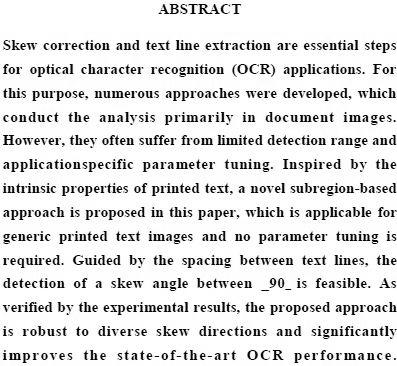 ABSTRACT
Skew correction and text line extraction are essential steps
for optical character recognition (OCR) applications. For
this purpose, numerous approaches were developed, which
conduct the analysis primarily in document images.
However, they often suffer from limited detection range and
applicationspecific parameter tuning. Inspired by the
intrinsic properties of printed text, a novel subregion-based
approach is proposed in this paper, which is applicable for
generic printed text images and no parameter tuning is
required. Guided by the spacing between text lines, the
detection of a skew angle between _90_ is feasible. As
verified by the experimental results, the proposed approach
is robust to diverse skew directions and significantly
improves the state-of-the-art OCR performance.